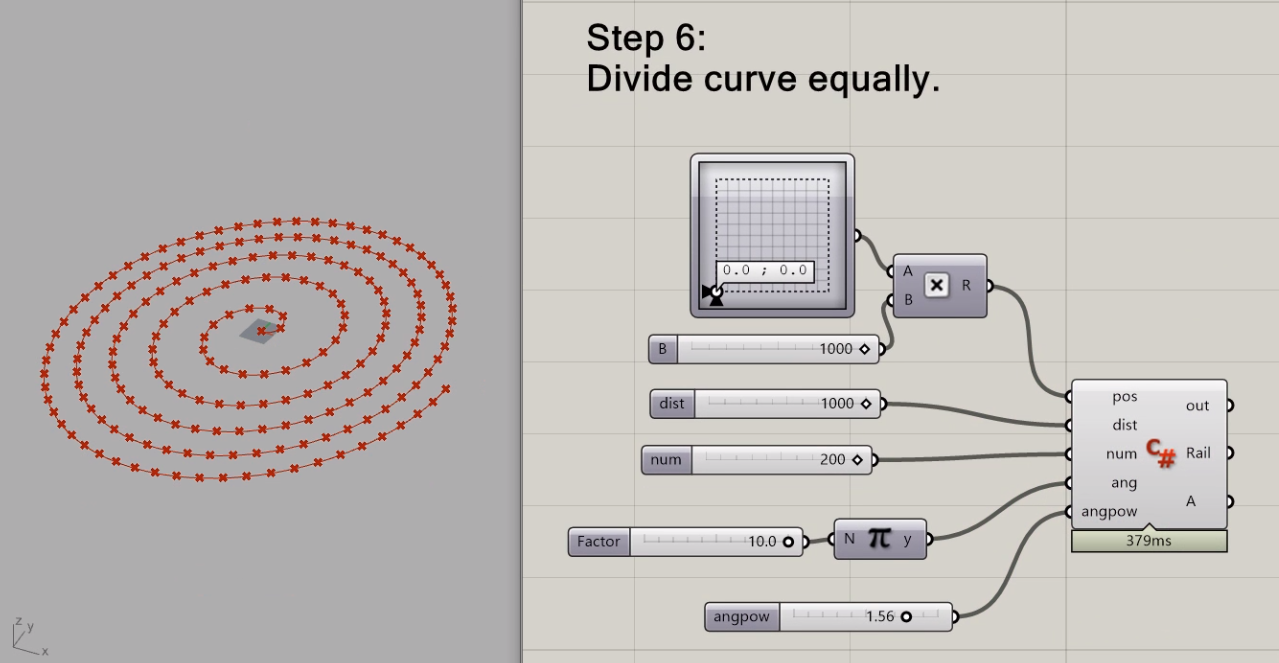 Step 6:
Divide curve equally.
0.0 ; 0.0
A
B
R
B 1000
dist 1000
num 200
Factor 10.0
N π y
angpow 1.56
pos
dist
num
ang
angpow
C#
out
Rail
A
379ms
z
y
x